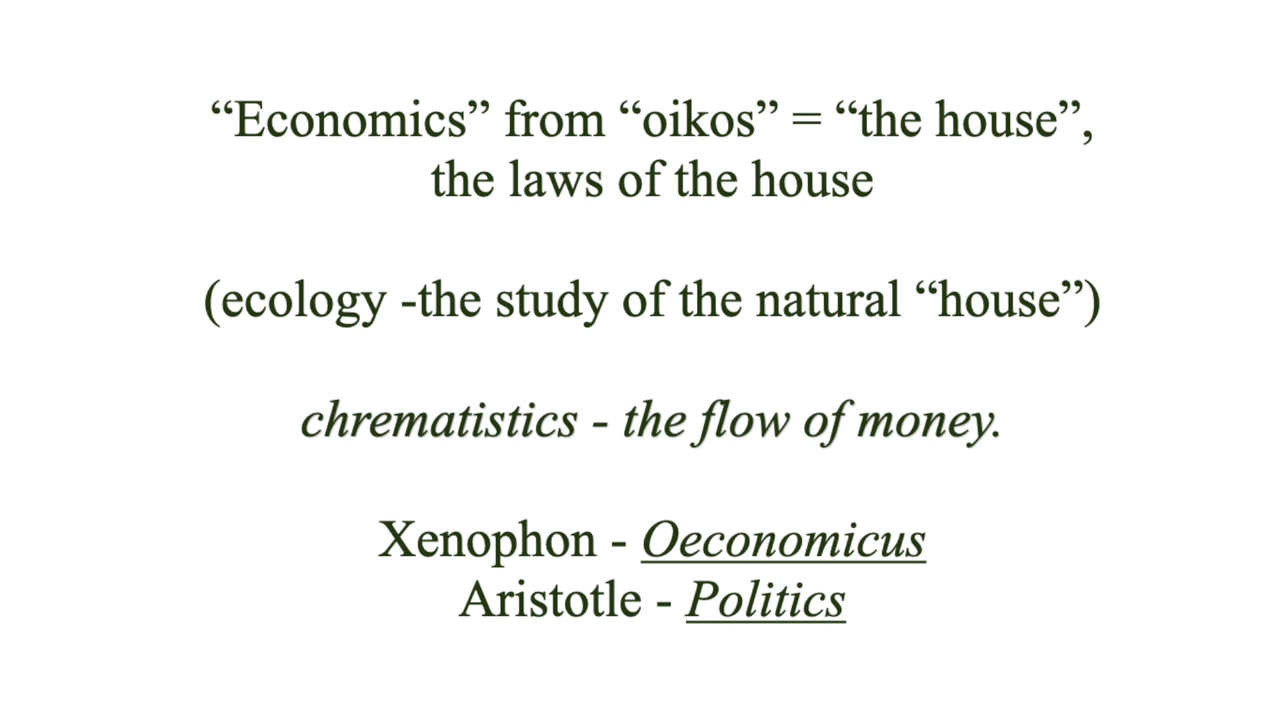 “Economics” from “oikos” = “the house”,
the laws of the house
(ecology -the study of the natural “house”)
chrematistics - the flow of money.
Xenophon - Oeconomicus
Aristotle - Politics